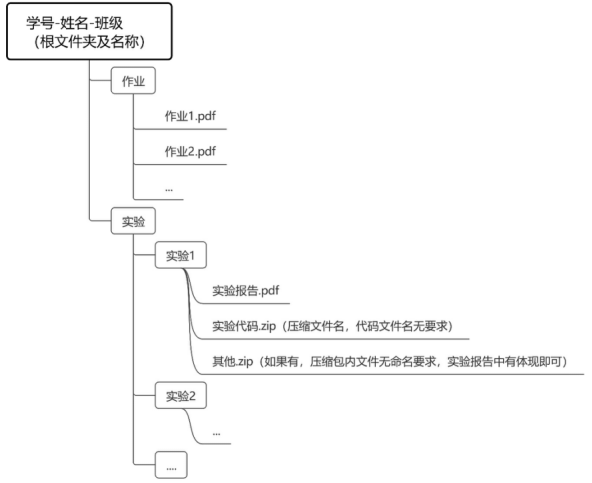 学号-姓名-班级
（根文件夹及名称）
作业
作业1.pdf
作业2.pdf
...
实验
实验1
实验报告.pdf
实验代码.zip（压缩文件名，代码文件名无要求）
其他.zip（如果有，压缩包内文件无命名要求，实验报告中有体现即可）
实验2
...
....